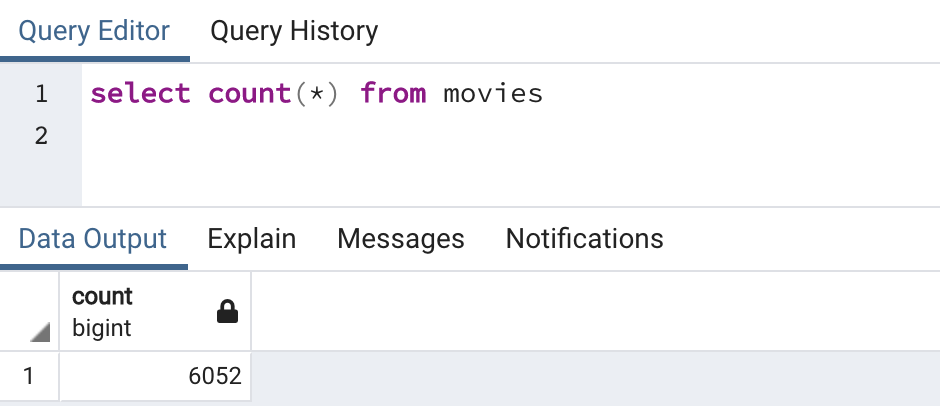 Query Editor Query History
1 select count(*) from movies
2
Data Output Explain Messages Notifications
count
bigint
1 6052